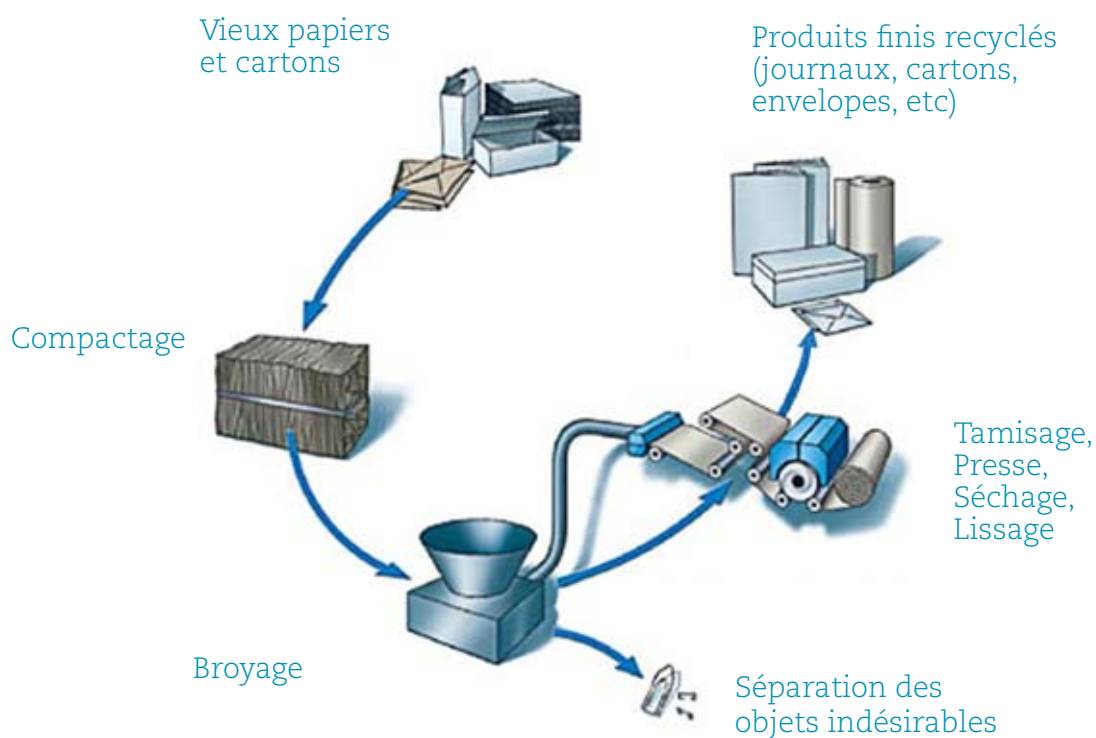 Vieux papiers
et cartons
Produits finis recyclés
(journaux, cartons,
envelopes, etc)
Compactage
Tamisage,
Presse,
Séchage,
Lissage
Broyage
Séparation des
objets indésirables